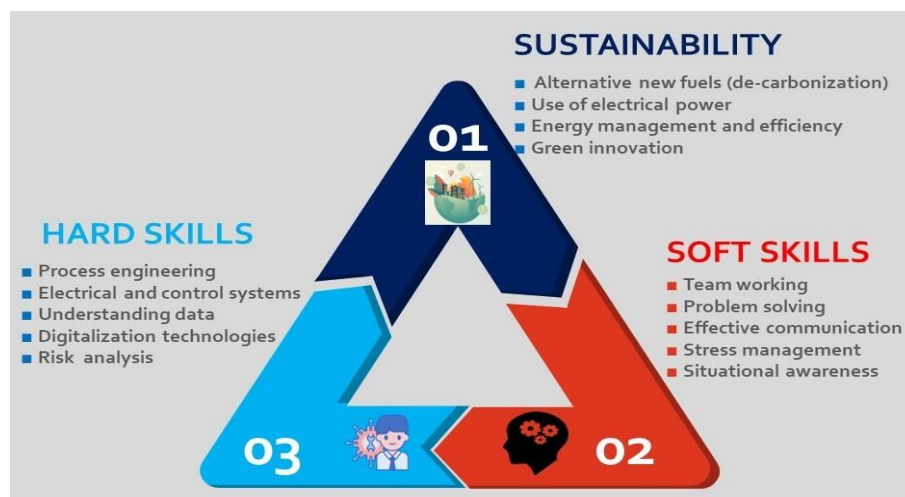 SUSTAINABILITY
Alternative new fuels (de-carbonization)
Use of electrical power
Energy management and efficiency
Green innovation
01
HARD SKILLS
Process engineering
Electrical and control systems
Understanding data
Digitalization technologies
Risk analysis
SOFT SKILLS
Team working
Problem solving
Effective communication
Stress management
Situational awareness
03
02